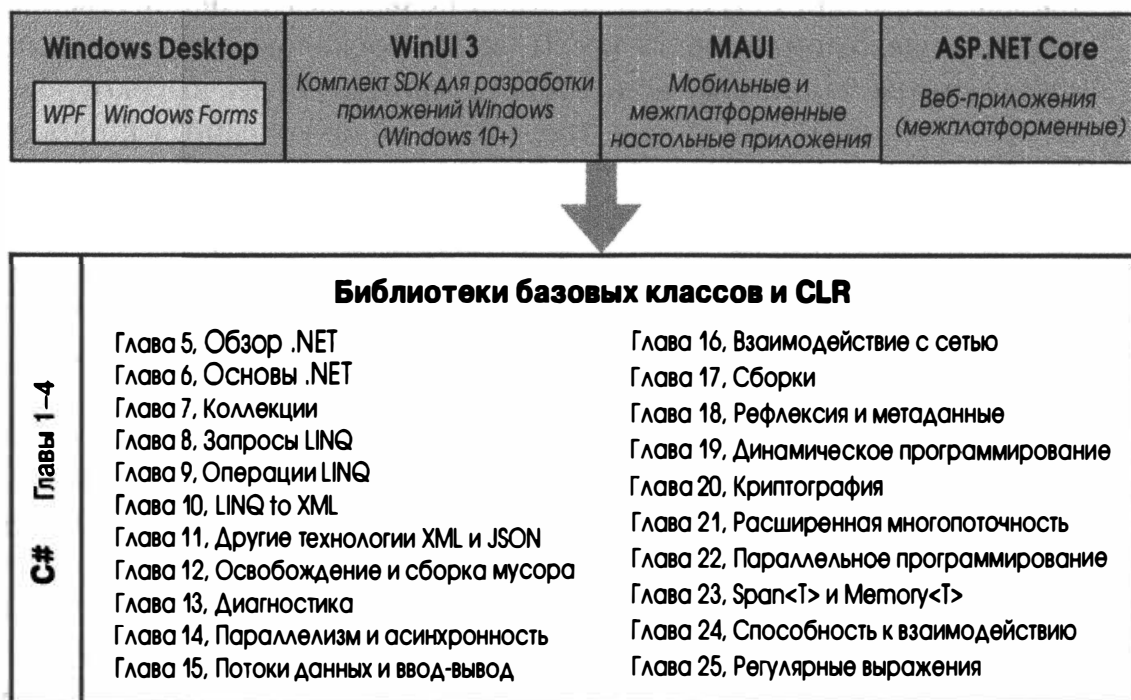 Windows Desktop
WPF
Windows Forms
WinUI 3
Комплект SDK для разработки
приложений Windows
(Windows 10+)
MAUI
Мобильные и
межплатформенные
настольные приложения
ASP.NET Core
Веб-приложения
(межплатформенные)
C# Главы 1–4
Библиотеки базовых классов и CLR
Глава 5, Обзор .NET
Глава 6, Основы .NET
Глава 7, Коллекции
Глава 8, Запросы LINQ
Глава 9, Операции LINQ
Глава 10, LINQ to XML
Глава 11, Другие технологии XML и JSON
Глава 12, Освобождение и сборка мусора
Глава 13, Диагностика
Глава 14, Параллелизм и асинхронность
Глава 15, Потоки данных и ввод-вывод
Глава 16, Взаимодействие с сетью
Глава 17, Сборки
Глава 18, Рефлексия и метаданные
Глава 19, Динамическое программирование
Глава 20, Криптография
Глава 21, Расширенная многопоточность
Глава 22, Параллельное программирование
Глава 23, Span<T> и Memory<T>
Глава 24, Способность к взаимодействию
Глава 25, Регулярные выражения